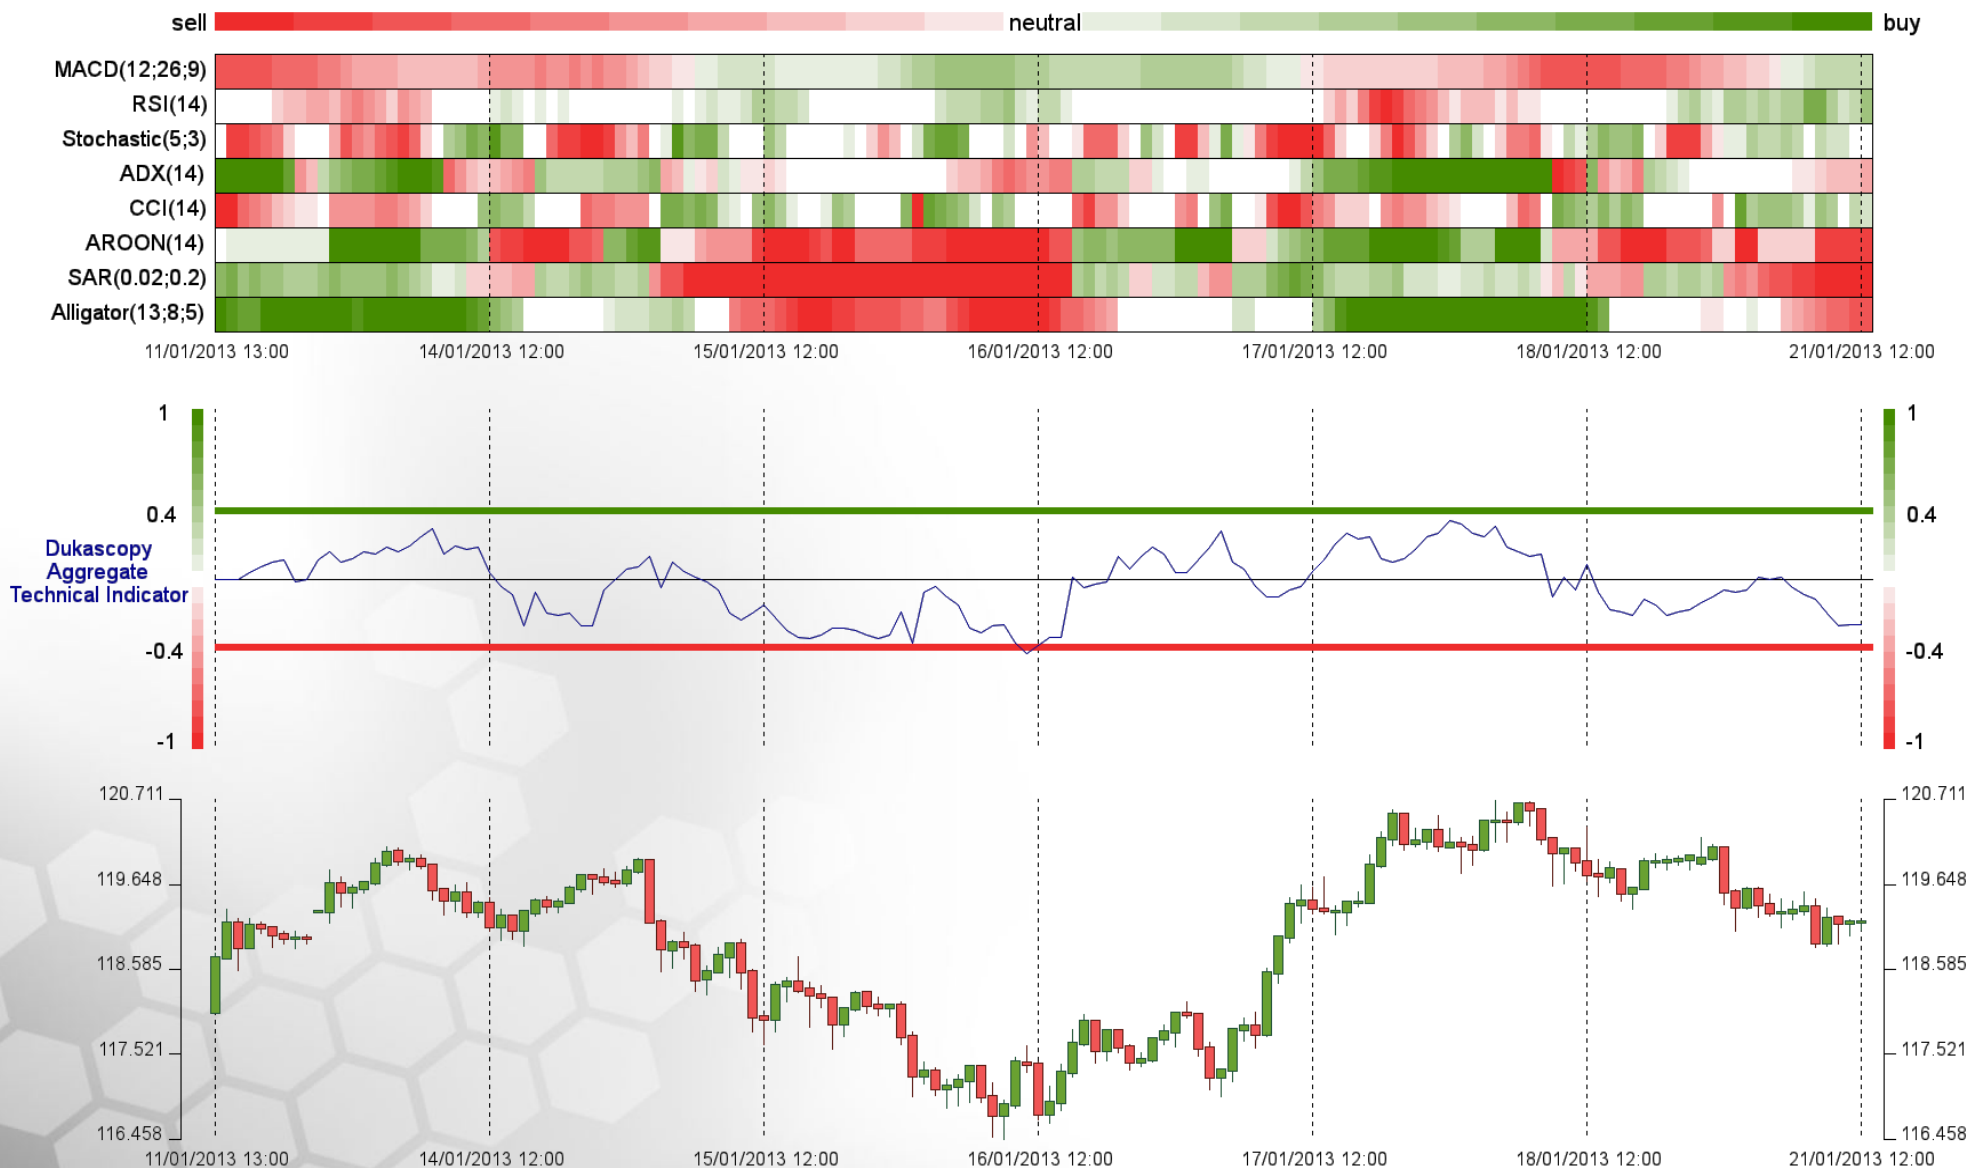 sell neutral buy
MACD(12;26;9)
RSI(14)
Stochastic(5;3)
ADX(14)
CCI(14)
AROON(14)
SAR(0.02;0.2)
Alligator(13;8;5)
11/01/2013 13:00 14/01/2013 12:00 15/01/2013 12:00 16/01/2013 12:00 17/01/2013 12:00 18/01/2013 12:00 21/01/2013 12:00
1 1
0.4 0.4
Dukascopy
Aggregate
Technical Indicator
-0.4 -0.4
-1 -1
120.711 120.711
119.648 119.648
118.585 118.585
117.521 117.521
116.458 116.458
11/01/2013 13:00 14/01/2013 12:00 15/01/2013 12:00 16/01/2013 12:00 17/01/2013 12:00 18/01/2013 12:00 21/01/2013 12:00